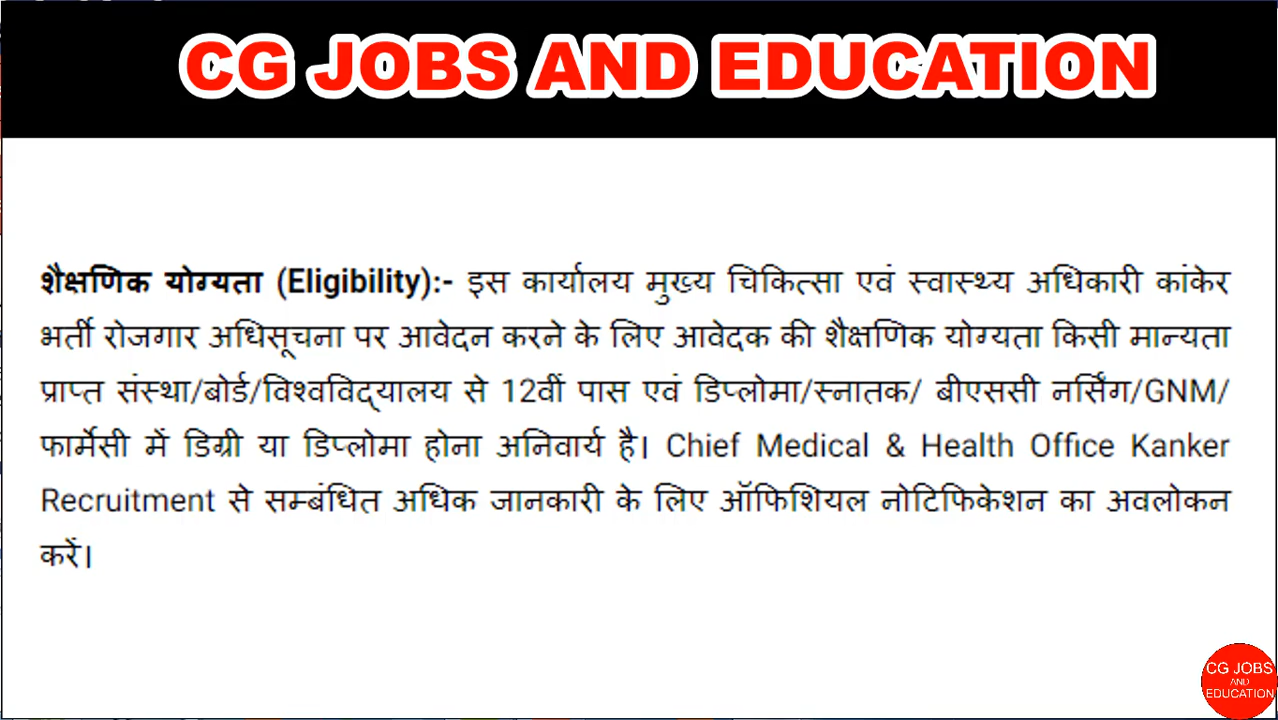 CG JOBS AND EDUCATION
शैक्षणिक योग्यता (Eligibility):- इस कार्यालय मुख्य चिकित्सा एवं स्वास्थ्य अधिकारी कांकेर
भर्ती रोजगार अधिसूचना पर आवेदन करने के लिए आवेदक की शैक्षणिक योग्यता किसी मान्यता
प्राप्त संस्था/बोर्ड/विश्वविद्यालय से 12वीं पास एवं डिप्लोमा/स्नातक/ बीएससी नर्सिंग/GNM/
फार्मेसी में डिग्री या डिप्लोमा होना अनिवार्य है। Chief Medical & Health Office Kanker
Recruitment से सम्बंधित अधिक जानकारी के लिए ऑफिशियल नोटिफिकेशन का अवलोकन
करें।
CG JOBS
AND
EDUCATION